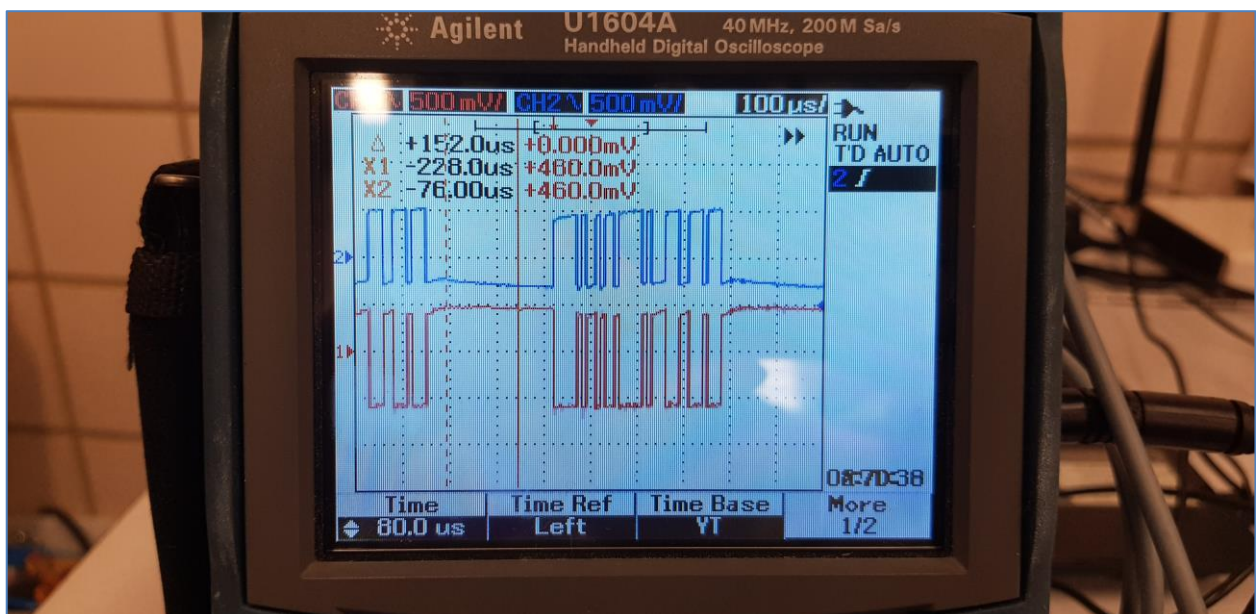 Agilent U1604A 40 MHz, 200 M Sa/s
Handheld Digital Oscilloscope
500 mV/ CH2 ∿ 500 mV/ 100 µs/
RUN
Δ +152.0us +0.000mV
T'D AUTO
X1 -228.0us +460.0mV
2
X2 -76.00us +460.0mV
2
1
Time Time Ref Time Base More
80.0 us Left YT 1/2